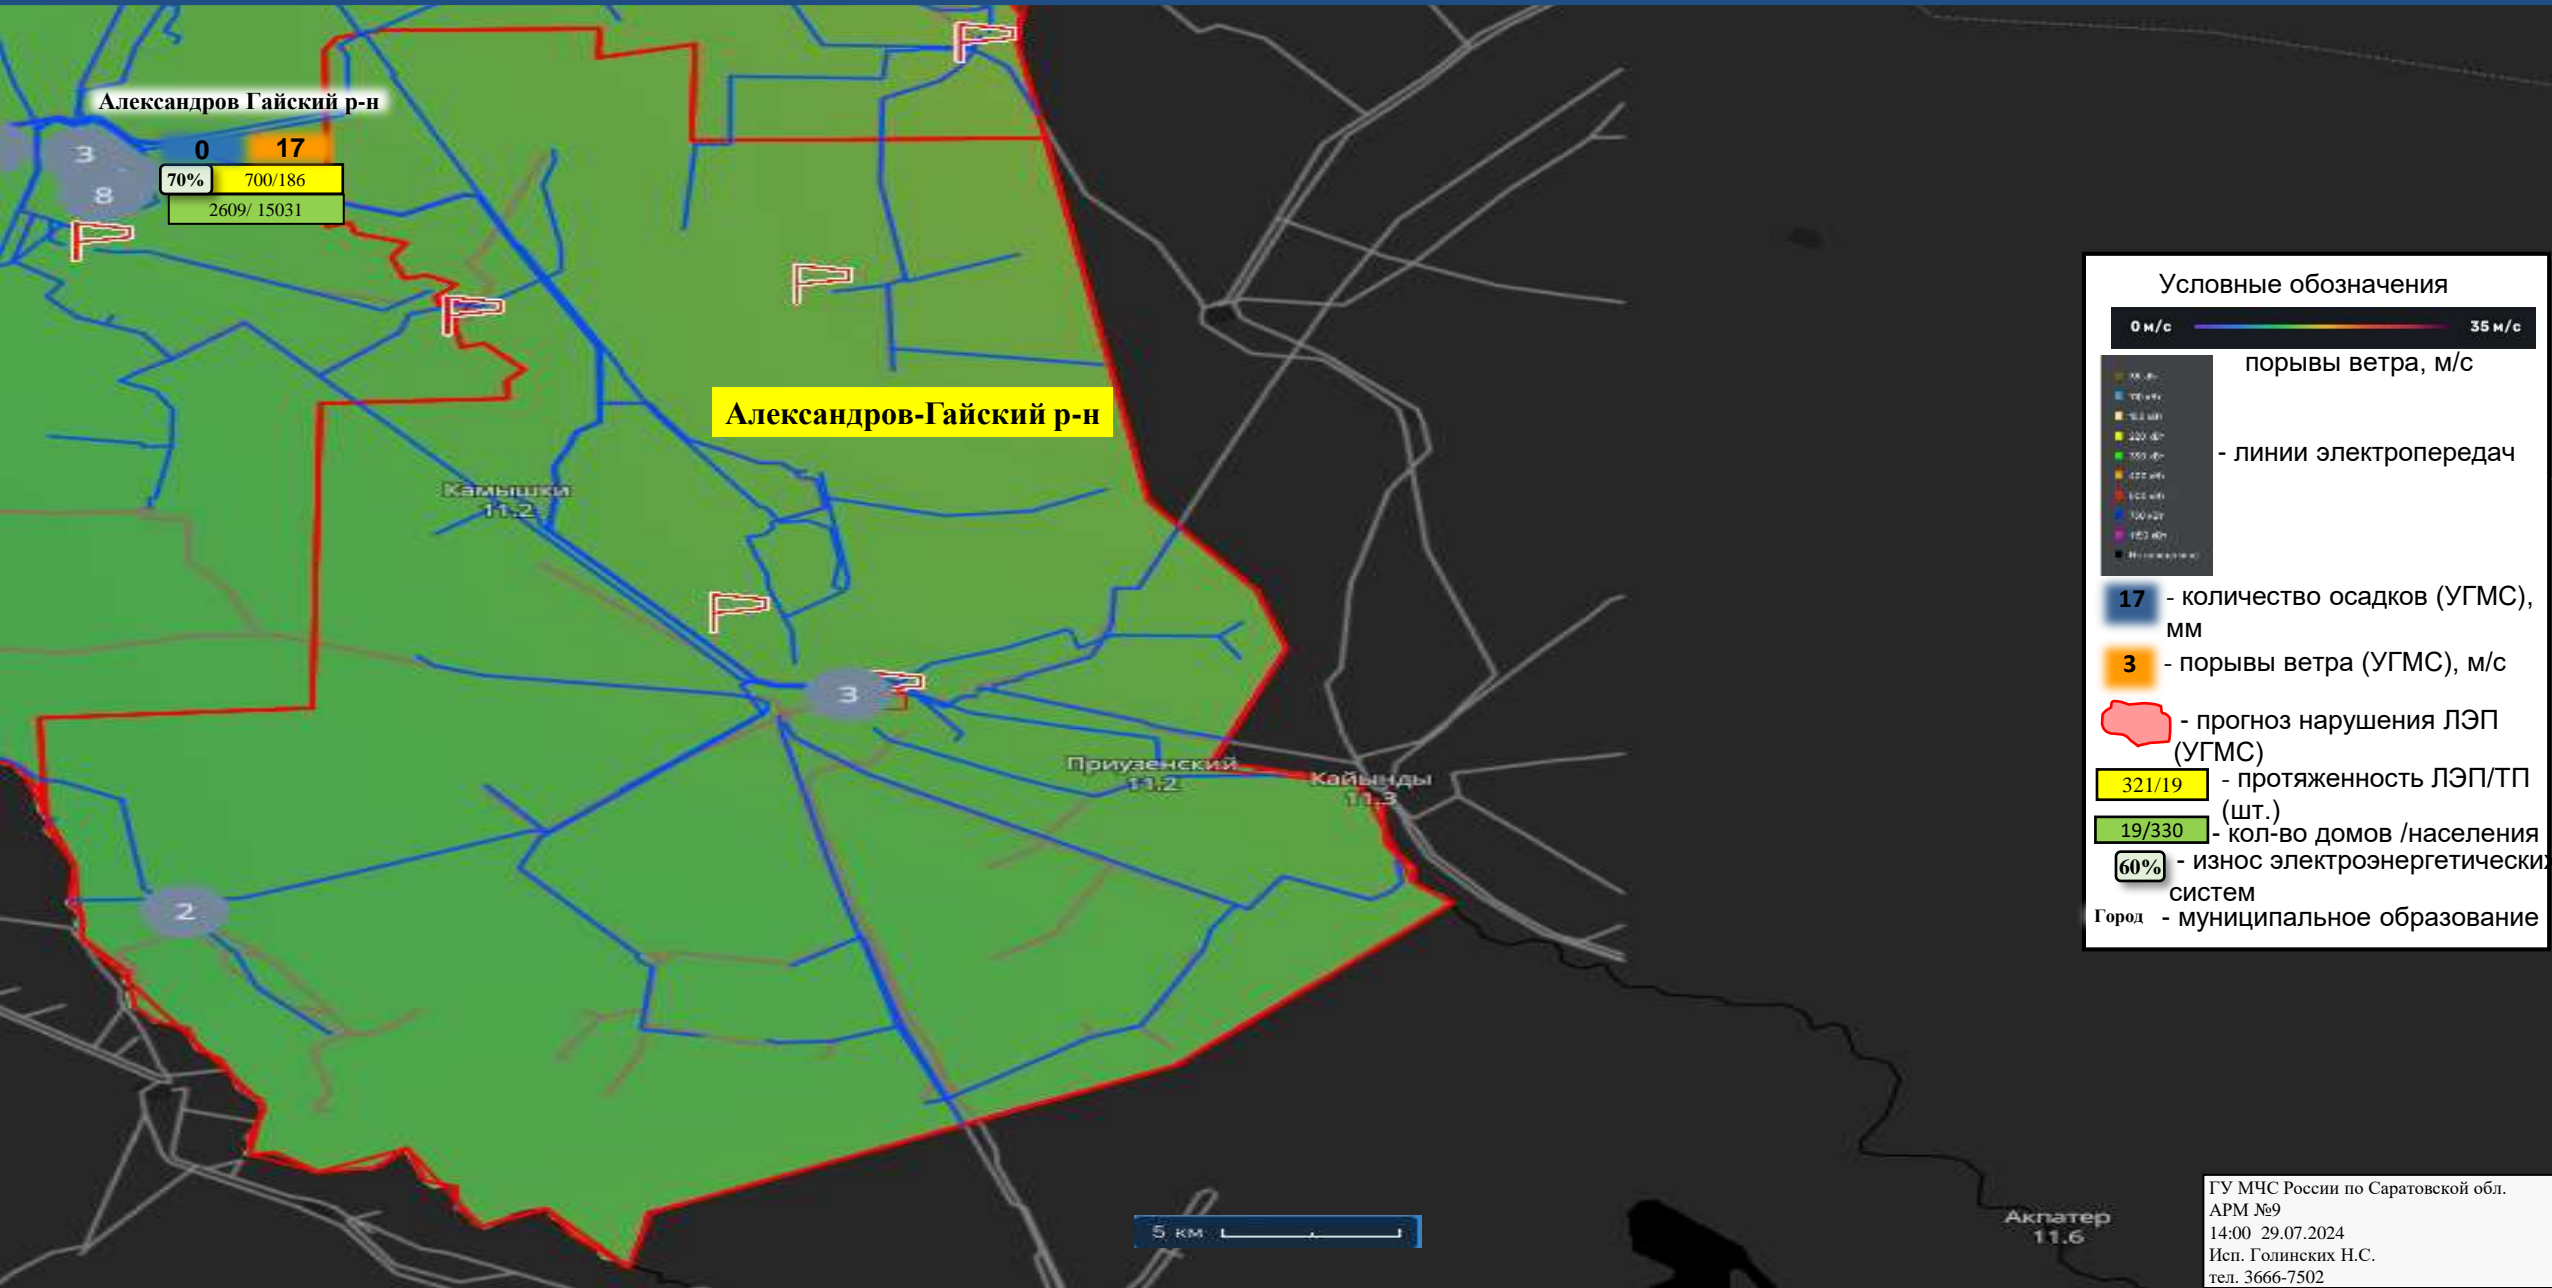 Александров Гайский р-н
3
0
17
8
70%
700/186
2609/ 15031
Александров-Гайский р-н
Камышки
11.2
3
Приузенский
11.2
Кайынды
11.3
2
5 км
Акпатер
11.6
Условные обозначения
0 м/с
35 м/с
порывы ветра, м/с
- линии электропередач
17
- количество осадков (УГМС),
мм
3
- порывы ветра (УГМС), м/с
- прогноз нарушения ЛЭП
(УГМС)
321/19
- протяженность ЛЭП/ТП
(шт.)
19/330
- кол-во домов /населения
60%
- износ электроэнергетических
систем
Город
- муниципальное образование
ГУ МЧС России по Саратовской обл.
АРМ №9
14:00 29.07.2024
Исп. Голинских Н.С.
тел. 3666-7502